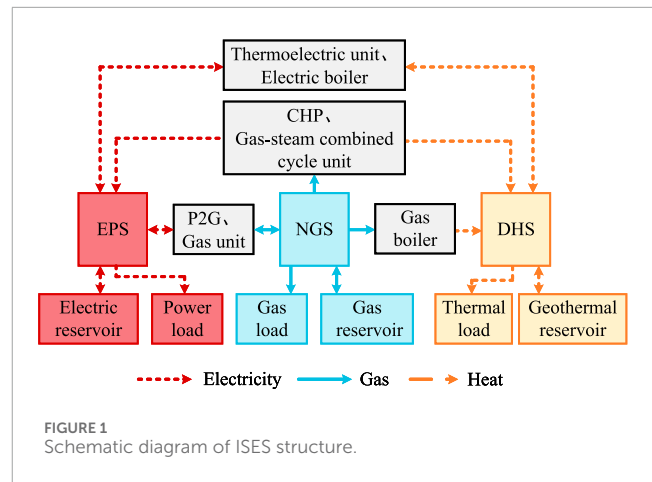 Thermoelectric unit、
Electric boiler
CHP、
Gas-steam combined
cycle unit
EPS
P2G、
Gas unit
NGS
Gas
boiler
DHS
Electric
reservoir
Power
load
Gas
load
Gas
reservoir
Thermal
load
Geothermal
reservoir
Electricity
Gas
Heat
FIGURE 1
Schematic diagram of ISES structure.